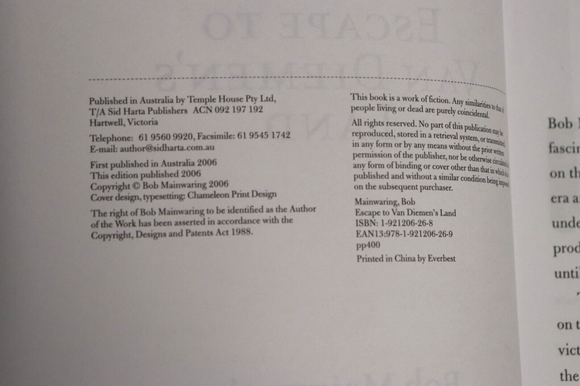 Published in Australia by Temple House Pty Ltd,
T/A Sid Harta Publishers ACN 092 197 192
Hartwell, Victoria
Telephone: 61 9560 9920, Facsimile: 61 9545 1742
E-mail: author@sidharta.com.au
First published in Australia 2006
This edition published 2006
Copyright © Bob Mainwaring 2006
Cover design, typesetting: Chameleon Print Design
The right of Bob Mainwaring to be identified as the Author
of the Work has been asserted in accordance with the
Copyright, Designs and Patents Act 1988.
This book is a work of fiction. Any similarities to
people living or dead are purely coincidental.
All rights reserved. No part of this publication may be
reproduced, stored in a retrieval system, or transmitted
in any form or by any means without the prior written
permission of the publisher, nor be otherwise circulated
any form of binding or cover other than that in which it is
published and without a similar condition being imposed
on the subsequent purchaser.
Mainwaring, Bob
Escape to Van Diemen's Land
ISBN: 1-921206-26-8
EAN13:978-1-921206-26-9
pp400
Printed in China by Everbest
Bob
fascin
on th
era a
unde
prod
until
on t
vict
the